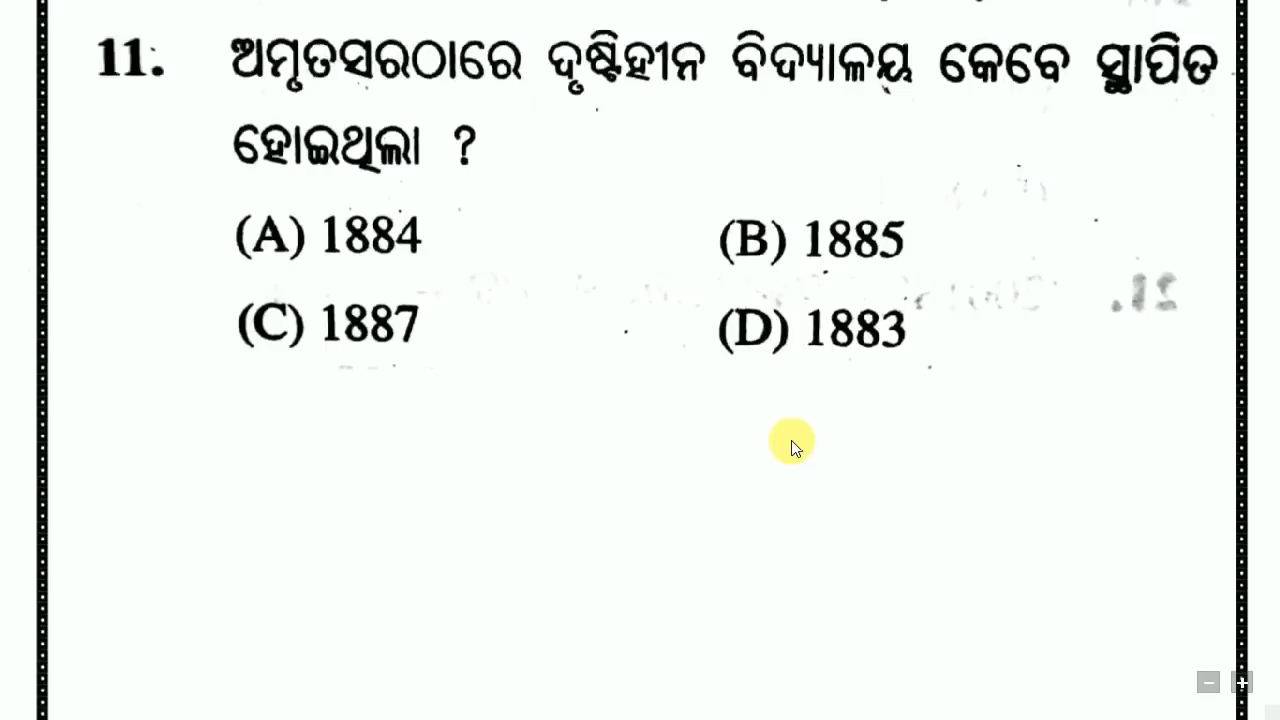 11. ଅମୃତସରଠାରେ ଦୃଷ୍ଟିହୀନ ବିଦ୍ୟାଳୟ କେବେ ସ୍ଥାପିତ
ହୋଇଥିଲା ?
(A) 1884 (B) 1885
(C) 1887 (D) 1883